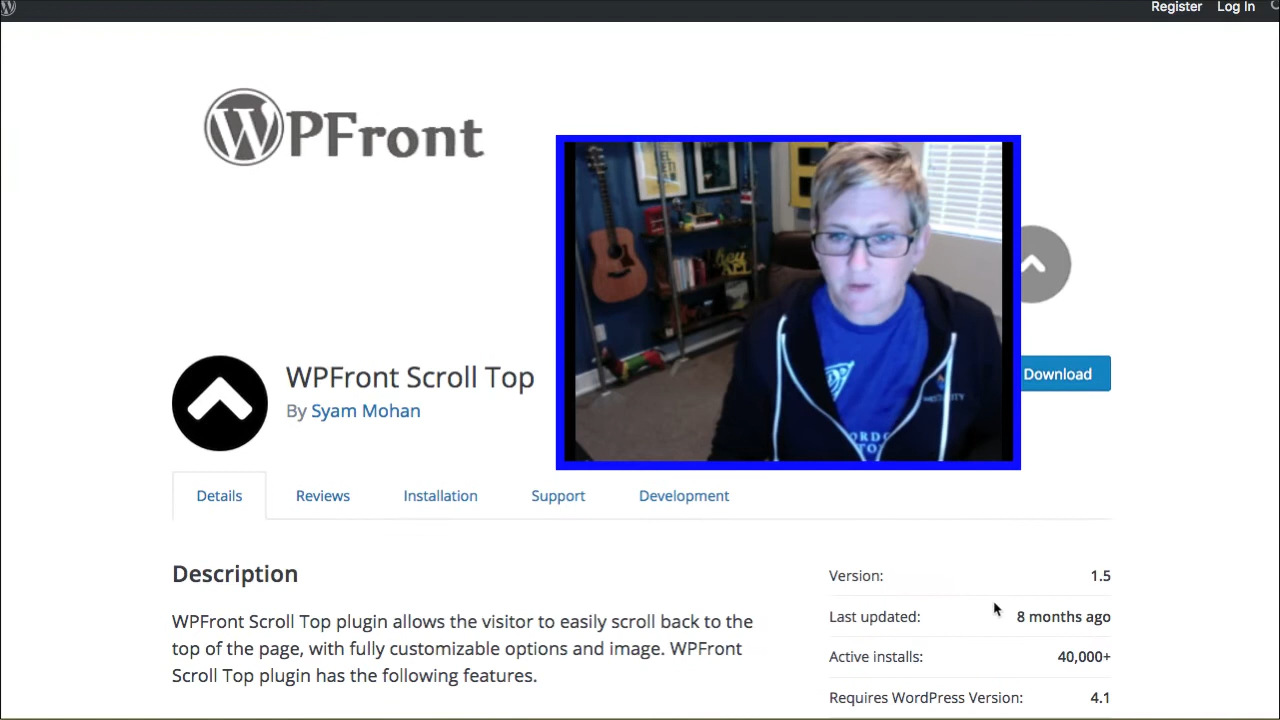 Register Log In
WPFront
WPFront Scroll Top
By Syam Mohan
Download
Details Reviews Installation Support Development
Description
WPFront Scroll Top plugin allows the visitor to easily scroll back to the
top of the page, with fully customizable options and image. WPFront
Scroll Top plugin has the following features.
Version: 1.5
Last updated: 8 months ago
Active installs: 40,000+
Requires WordPress Version: 4.1